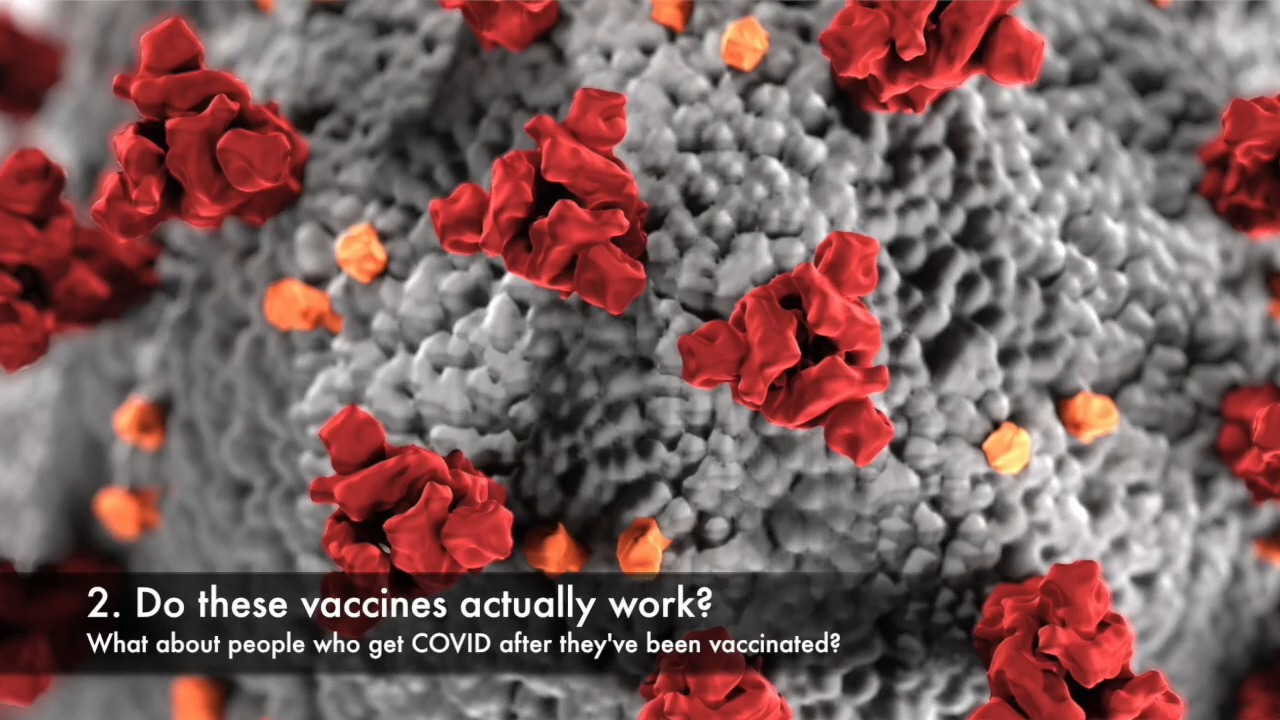 2. Do these vaccines actually work?
What about people who get COVID after they've been vaccinated?